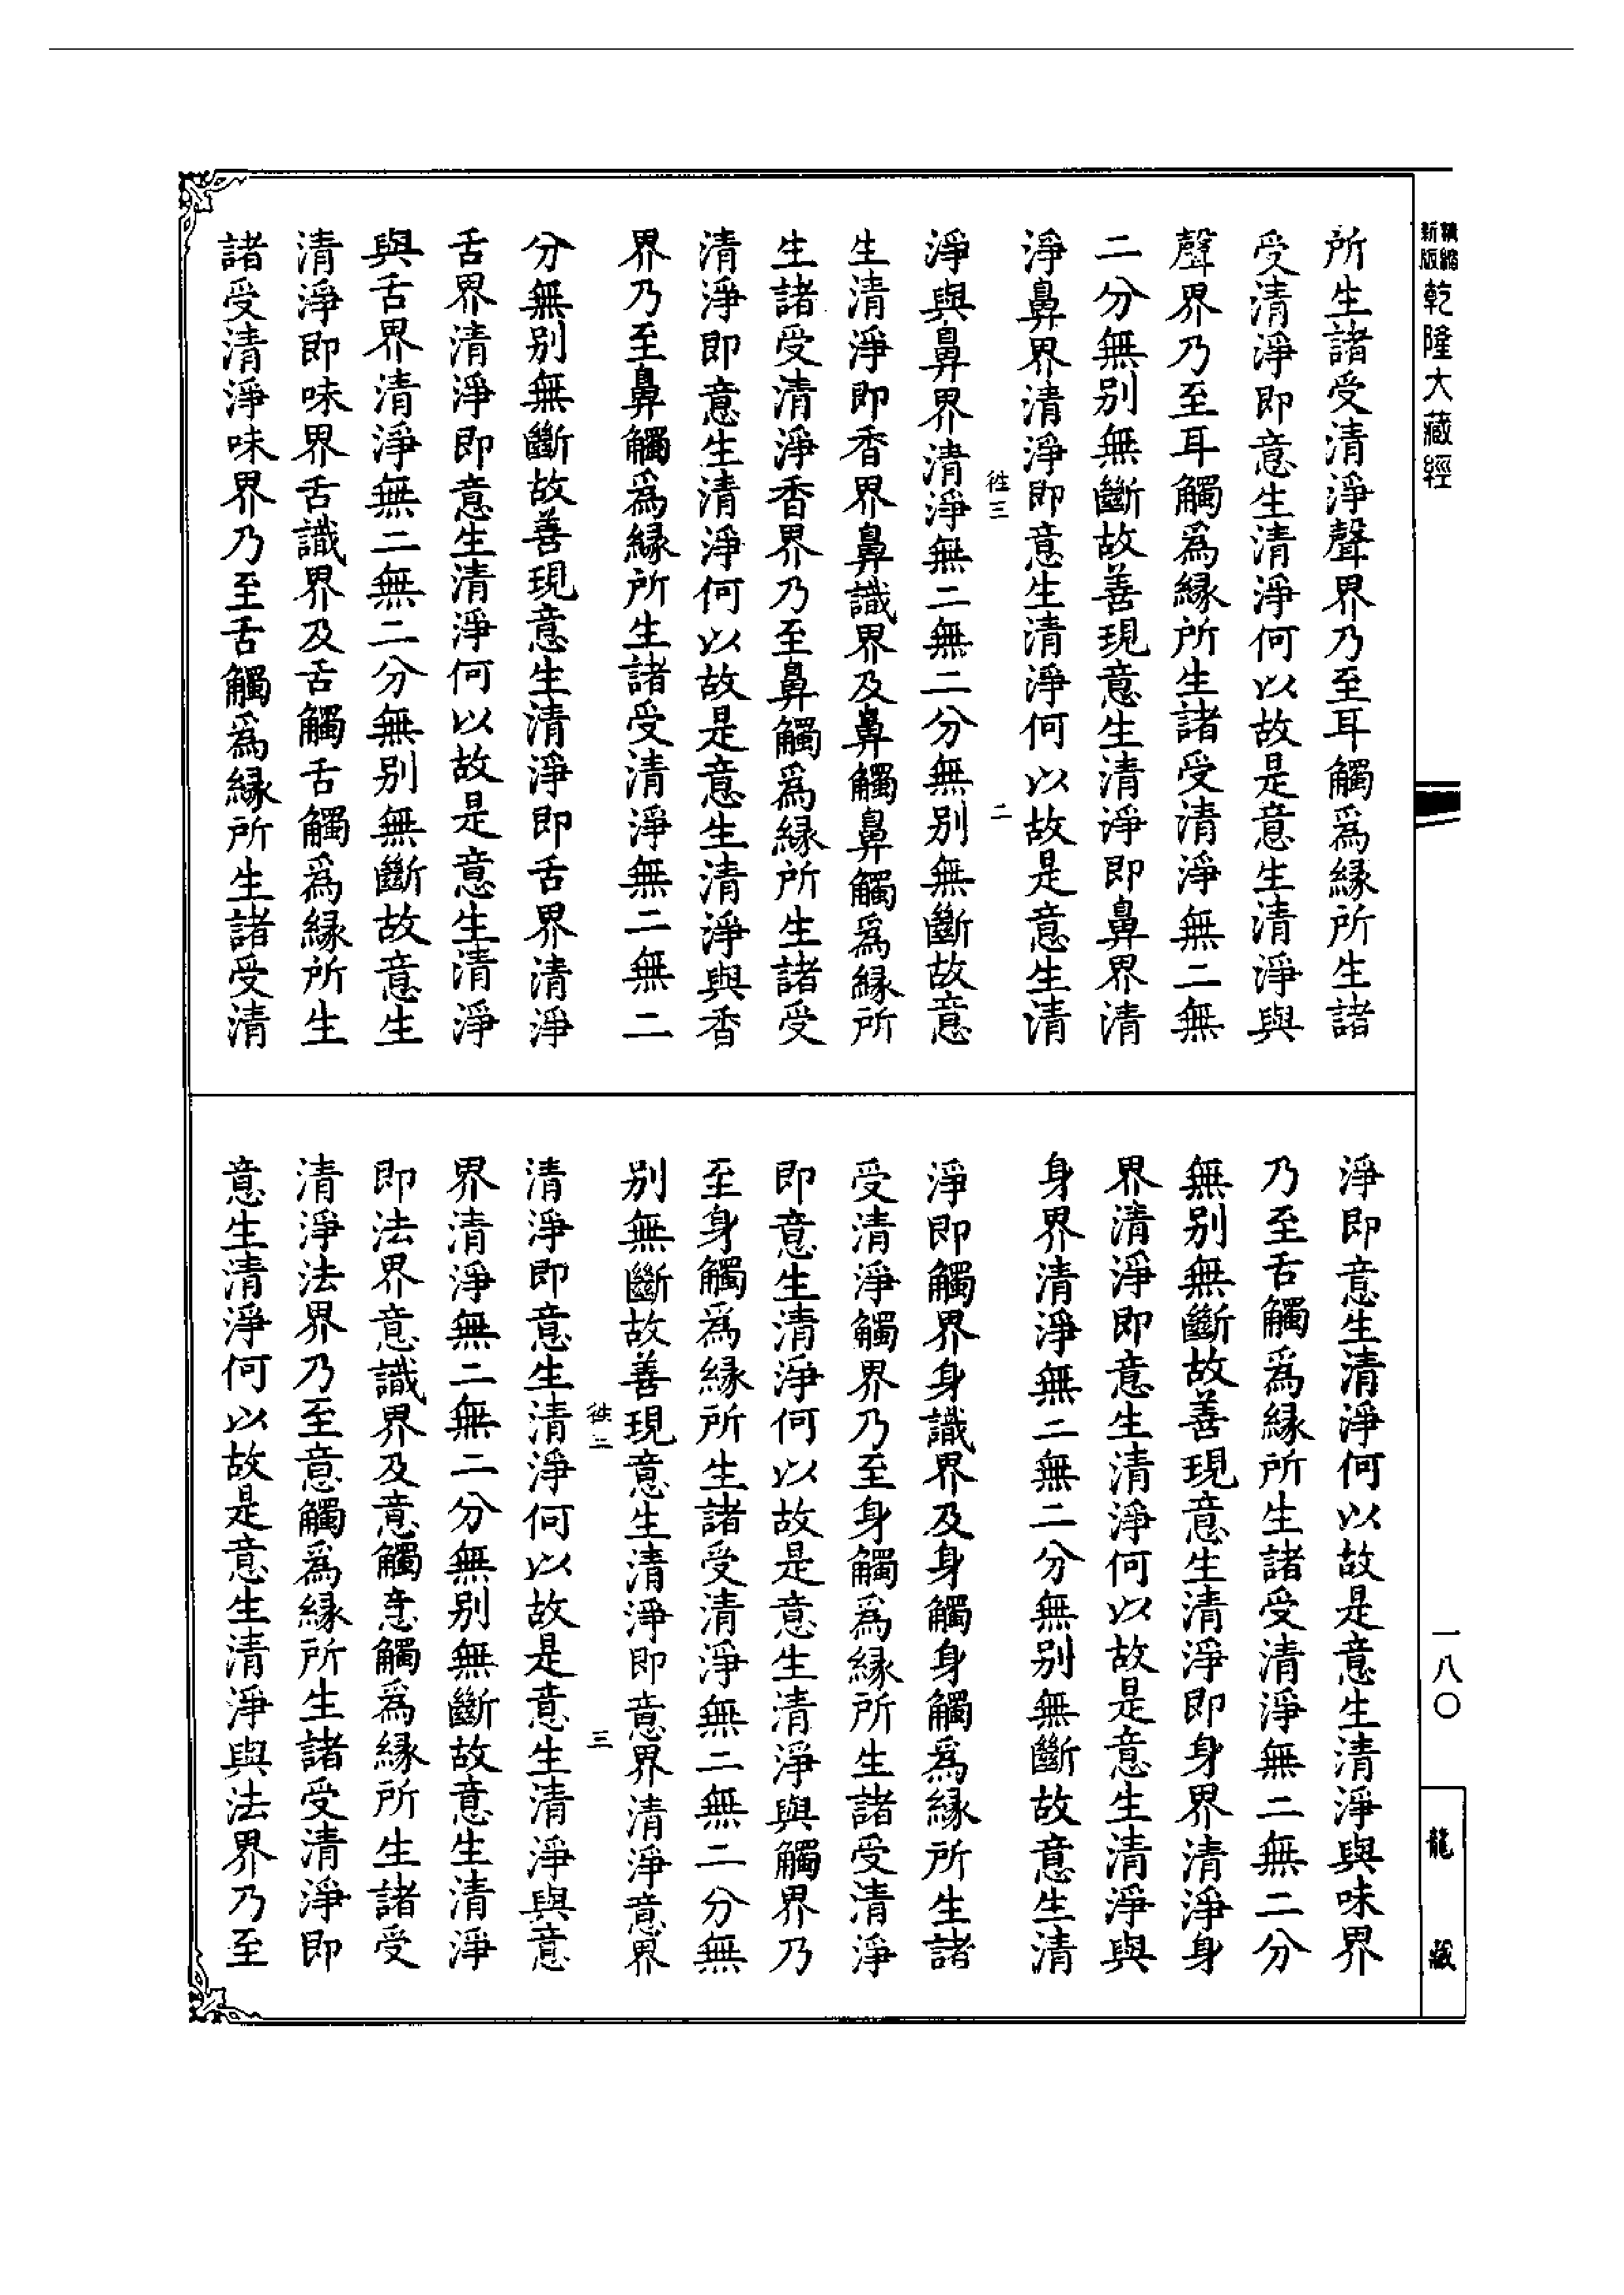 新版精縮乾隆大藏經
一八〇
龍藏
所生諸受清淨聲界乃至耳觸爲縁所生諸
受清淨即意生清淨何以故是意生清淨與
聲界乃至耳觸爲縁所生諸受清淨無二無
二分無别無斷故善現意生清淨即鼻界清
淨鼻界清淨即意生清淨何以故是意生清
二
淨與鼻界清淨無二無二分無别無斷故意
生清淨即香界鼻識界及鼻觸鼻觸爲縁所
生諸受清淨香界乃至鼻觸爲縁所生諸受
清淨即意生清淨何以故是意生清淨與香
界乃至鼻觸爲縁所生諸受清淨無二無二
分無别無斷故善現意生清淨即舌界清淨
舌界清淨即意生清淨何以故是意生清淨
與舌界清淨無二無二分無别無斷故意生
清淨即味界舌識界及舌觸舌觸爲縁所生
諸受清淨味界乃至舌觸爲縁所生諸受清
淨即意生清淨何以故是意生清淨與味界
乃至舌觸爲縁所生諸受清淨無二無二分
無别無斷故善現意生清淨即身界清淨身
界清淨即意生清淨何以故是意生清淨與
身界清淨無二無二分無别無斷故意生清
淨即觸界身識界及身觸身觸爲縁所生諸
受清淨觸界乃至身觸爲縁所生諸受清淨
即意生清淨何以故是意生清淨與觸界乃
至身觸爲縁所生諸受清淨無二無二分無
别無斷故善現意生清淨即意界清淨意界
三
清淨即意生清淨何以故是意生清淨與意
界清淨無二無二分無别無斷故意生清淨
即法界意識界及意觸意觸爲縁所生諸受
清淨法界乃至意觸爲縁所生諸受清淨即
意生清淨何以故是意生清淨與法界乃至